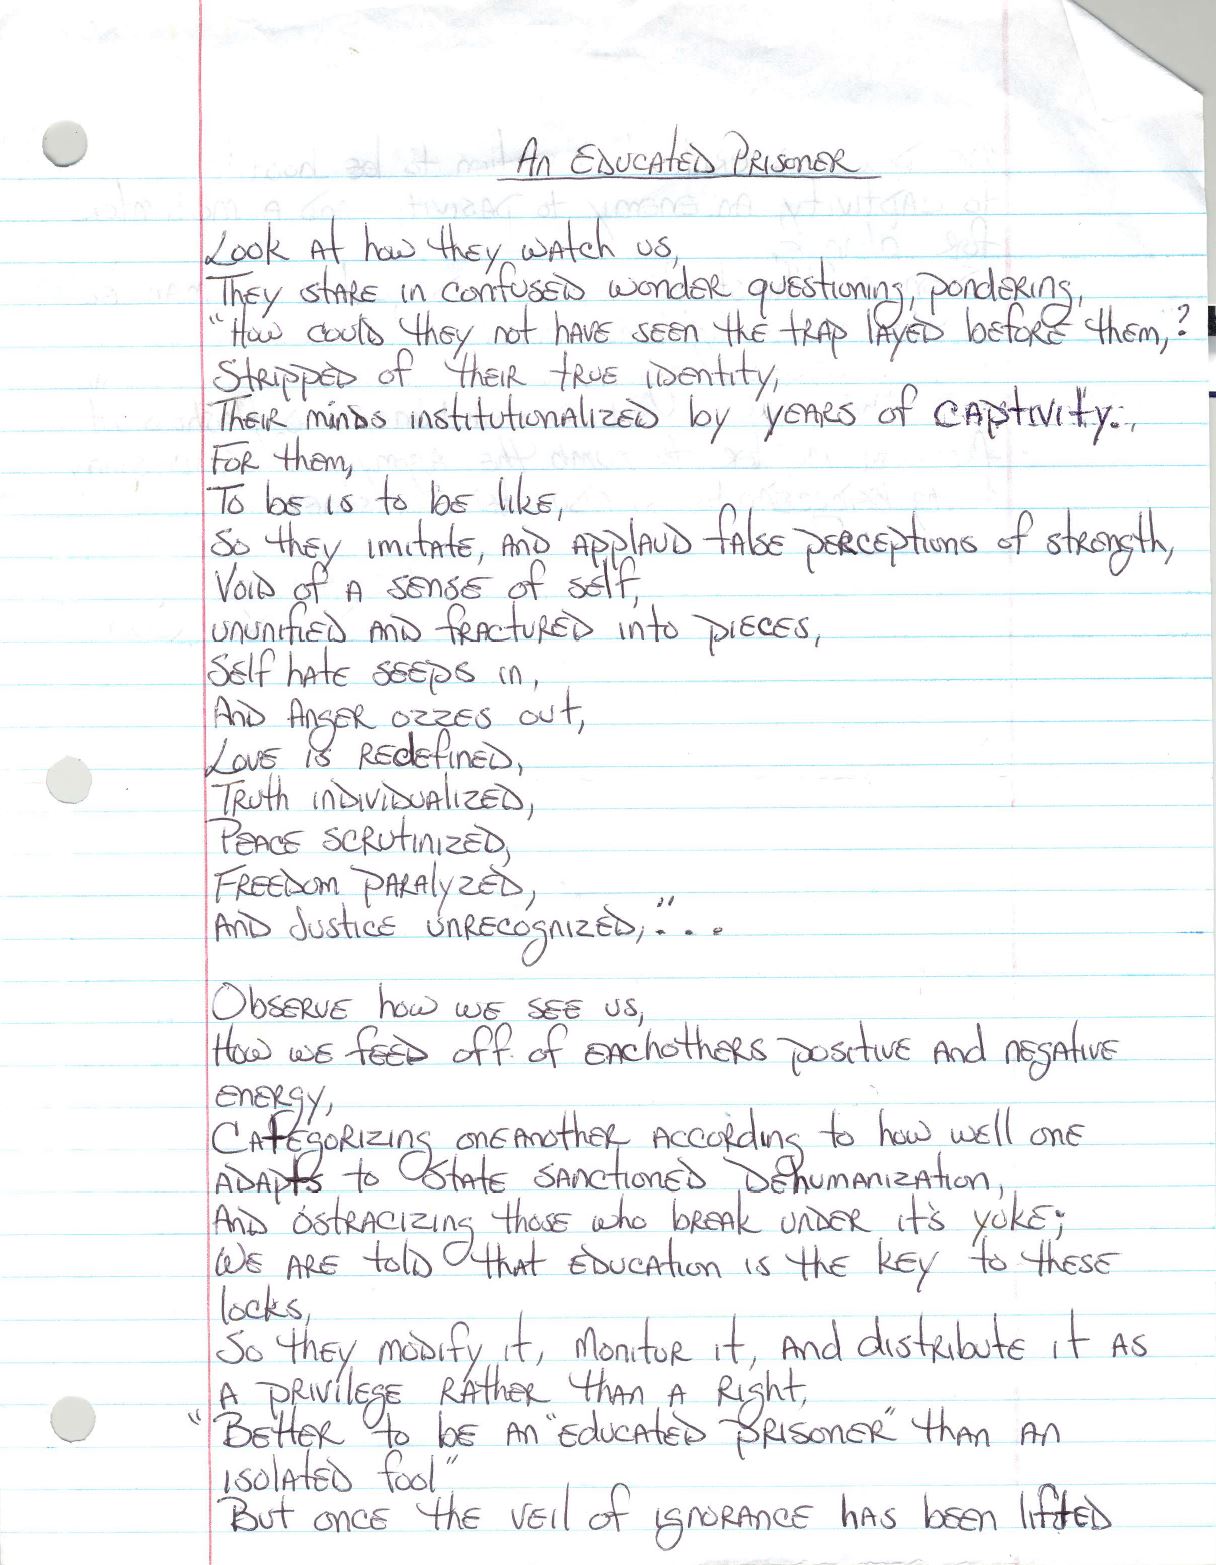 An Educated Prisoner
Look at how they watch us,
They stare in confused wonder questioning, pondering,
"How could they not have seen the trap layed before them,?
Stripped of their true identity,
Their minds institutionalized by years of captivity..,
For them,
To be is to be like,
So they imitate, and applaud false perceptions of strength,
Void of a sense of self,
ununified and fractured into pieces,
Self hate seeps in,
And Anger ozzes out,
Love is redefined,
Truth individualized,
Peace scrutinized,
Freedom paralyzed,
And Justice unrecognized,"...
Observe how we see us,
How we feed off of eachothers positive and negative
energy,
Categorizing oneanother according to how well one
adapts to State sanctioned Dehumanization,
And ostracizing those who break under it's yoke;
We are told that education is the key to these
locks,
So they modify it, monitor it, and distribute it as
a privilege rather than a Right,
"Better to be an "educated prisoner" than an
isolated fool"
But once the veil of ignorance has been lifted